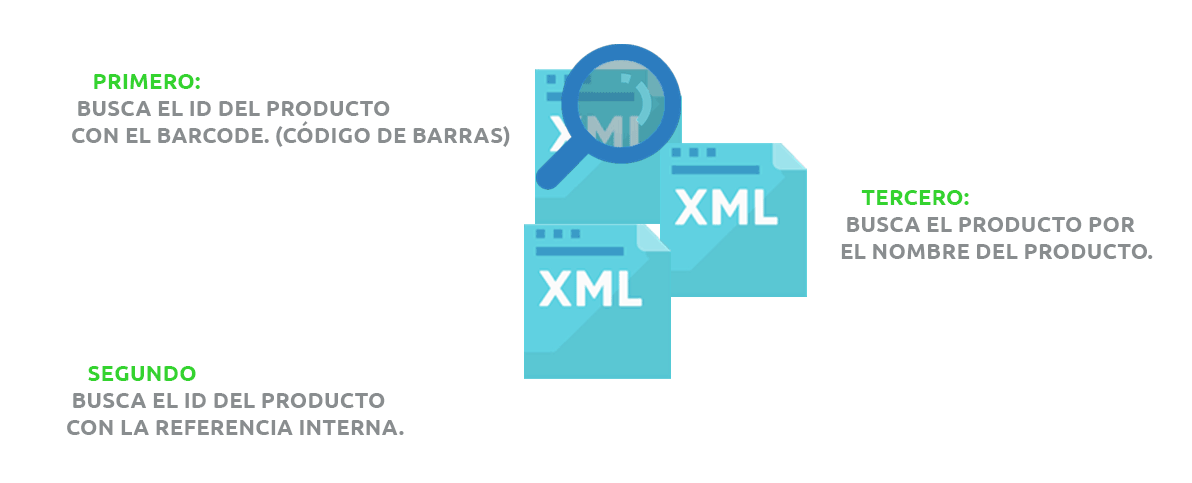 PRIMERO:
BUSCA EL ID DEL PRODUCTO
CON EL BARCODE. (CÓDIGO DE BARRAS)
XML
XML
XML
TERCERO:
BUSCA EL PRODUCTO POR
EL NOMBRE DEL PRODUCTO.
SEGUNDO
BUSCA EL ID DEL PRODUCTO
CON LA REFERENCIA INTERNA.